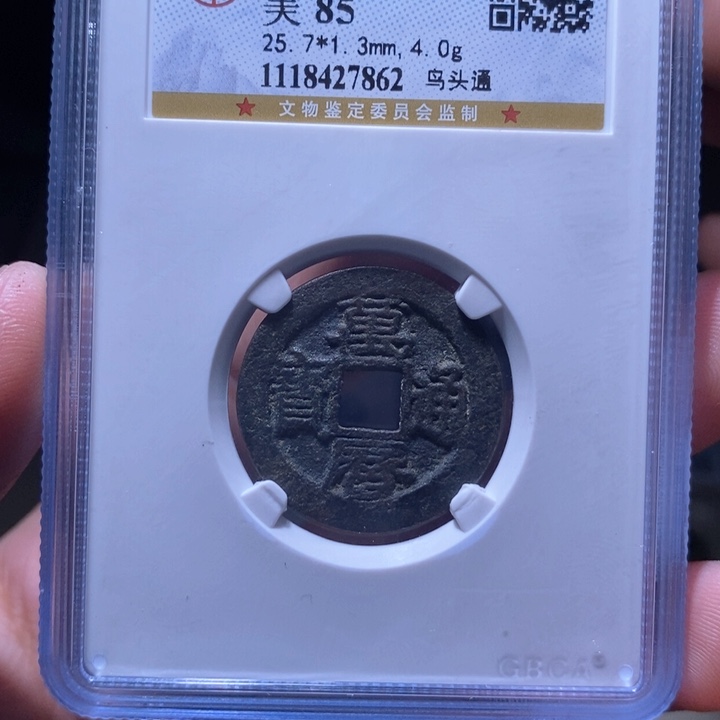 美 85
25.7*1.3mm, 4.0g
1118427862 鸟头通
★ 文物鉴定委员会监制 ★
萬
寶 通
曆
GBCA®